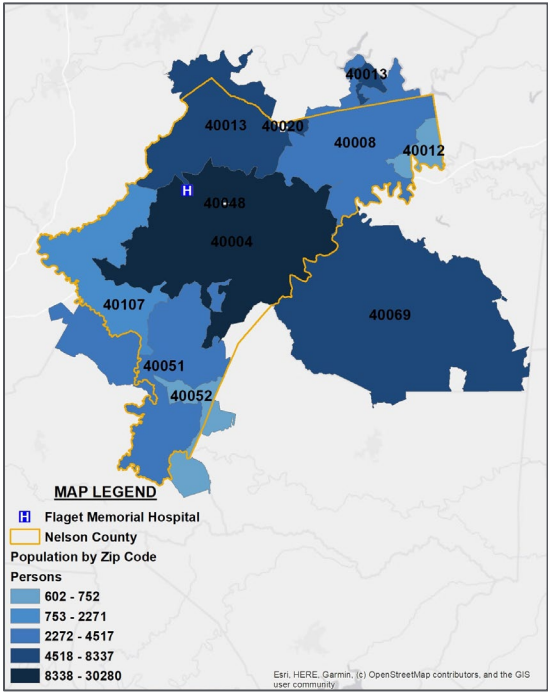 40013
40013
40020
40008
40012
40048
40004
40107
40069
40051
40052
MAP LEGEND
H Flaget Memorial Hospital
Nelson County
Population by Zip Code
Persons
602 - 752
753 - 2271
2272 - 4517
4518 - 8337
8338 - 30280
Esri, HERE, Garmin, (c) OpenStreetMap contributors, and the GIS
user community
H